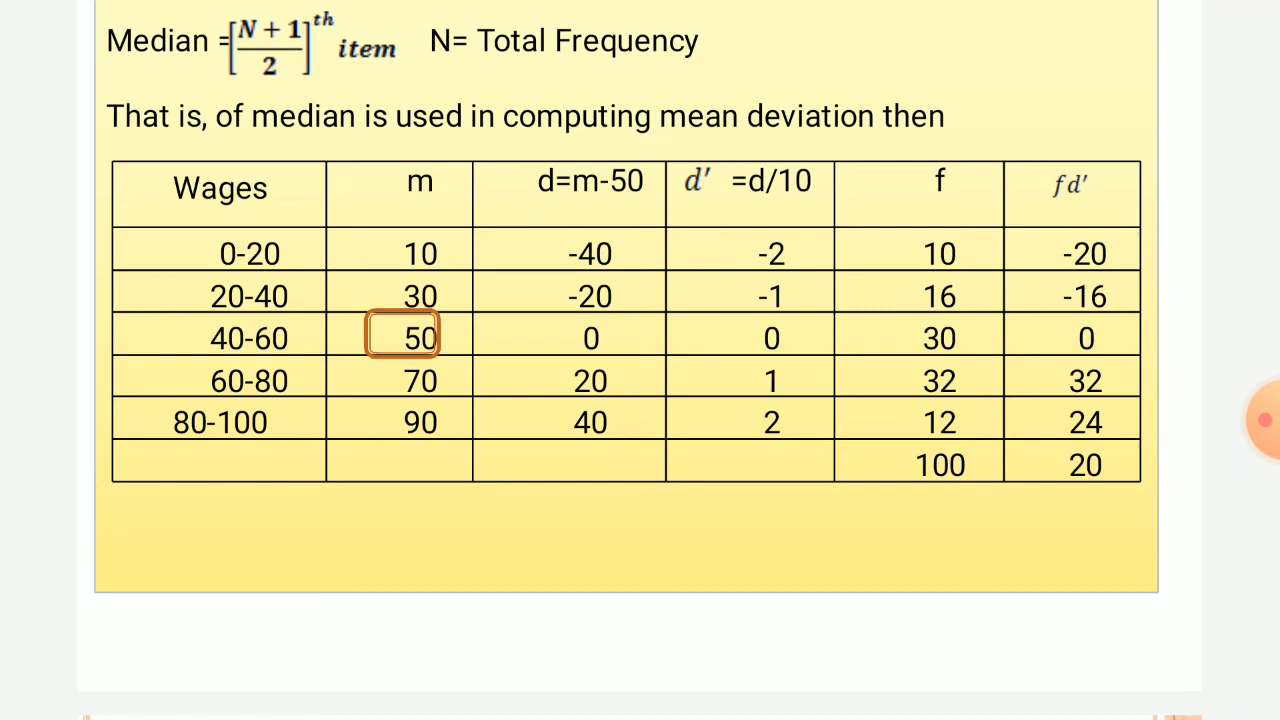 Median = [N + 1 / 2]^th item N= Total Frequency
That is, of median is used in computing mean deviation then
Wages m d=m-50 d′ =d/10 f fd′
0-20 10 -40 -2 10 -20
20-40 30 -20 -1 16 -16
40-60 50 0 0 30 0
60-80 70 20 1 32 32
80-100 90 40 2 12 24
100 20